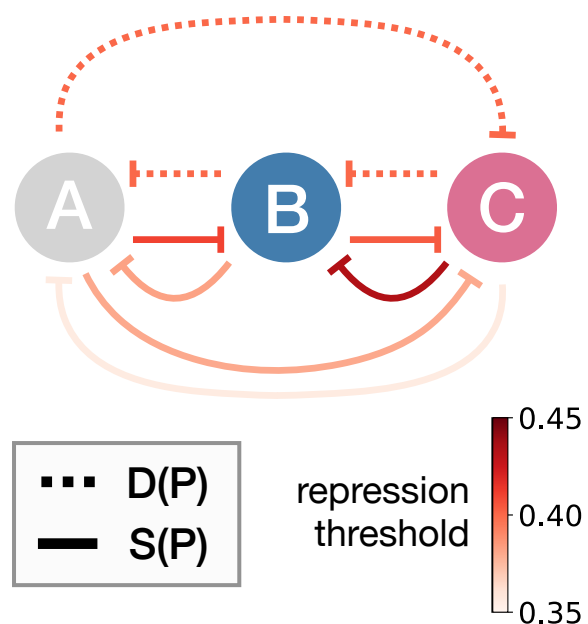 A B C
0.45
D(P)
repression
0.40
S(P)
threshold
0.35